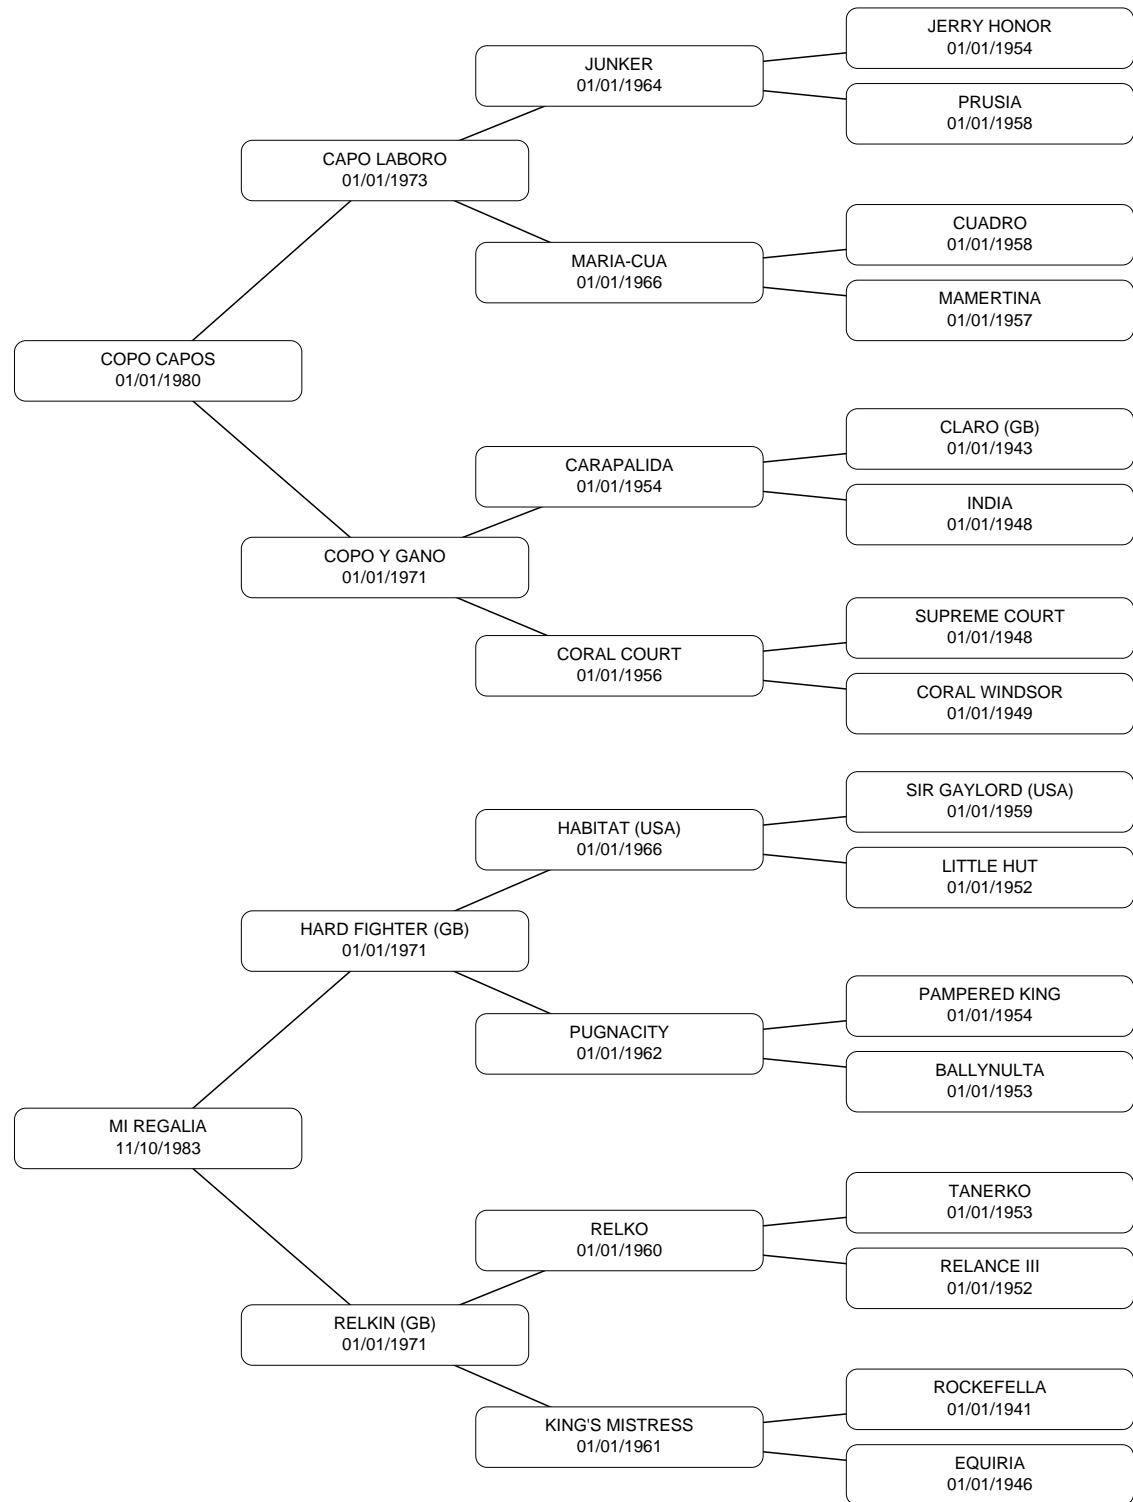 JERRY HONOR
01/01/1954
JUNKER
01/01/1964
PRUSIA
01/01/1958
CAPO LABORO
01/01/1973
CUADRO
01/01/1958
MARIA-CUA
01/01/1966
MAMERTINA
01/01/1957
COPO CAPOS
01/01/1980
CLARO (GB)
01/01/1943
CARAPALIDA
01/01/1954
INDIA
01/01/1948
COPO Y GANO
01/01/1971
SUPREME COURT
01/01/1948
CORAL COURT
01/01/1956
CORAL WINDSOR
01/01/1949
SIR GAYLORD (USA)
01/01/1959
HABITAT (USA)
01/01/1966
LITTLE HUT
01/01/1952
HARD FIGHTER (GB)
01/01/1971
PAMPERED KING
01/01/1954
PUGNACITY
01/01/1962
BALLYNULTA
01/01/1953
MI REGALIA
11/10/1983
TANERKO
01/01/1953
RELKO
01/01/1960
RELANCE III
01/01/1952
RELKIN (GB)
01/01/1971
ROCKEFELLA
01/01/1941
KING'S MISTRESS
01/01/1961
EQUIRIA
01/01/1946